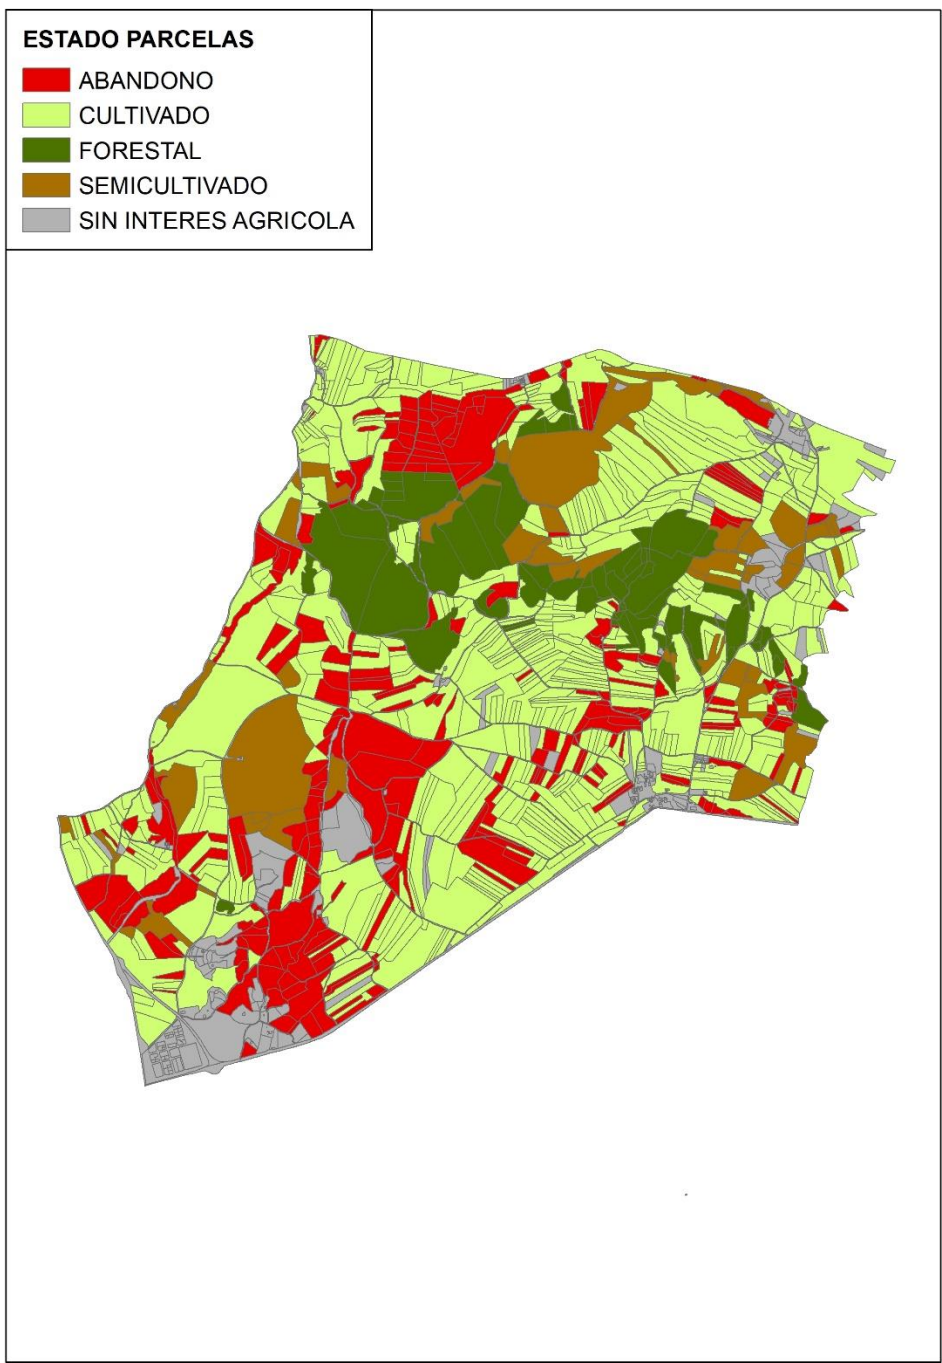 ESTADO PARCELAS
ABANDONO
CULTIVADO
FORESTAL
SEMICULTIVADO
SIN INTERES AGRICOLA